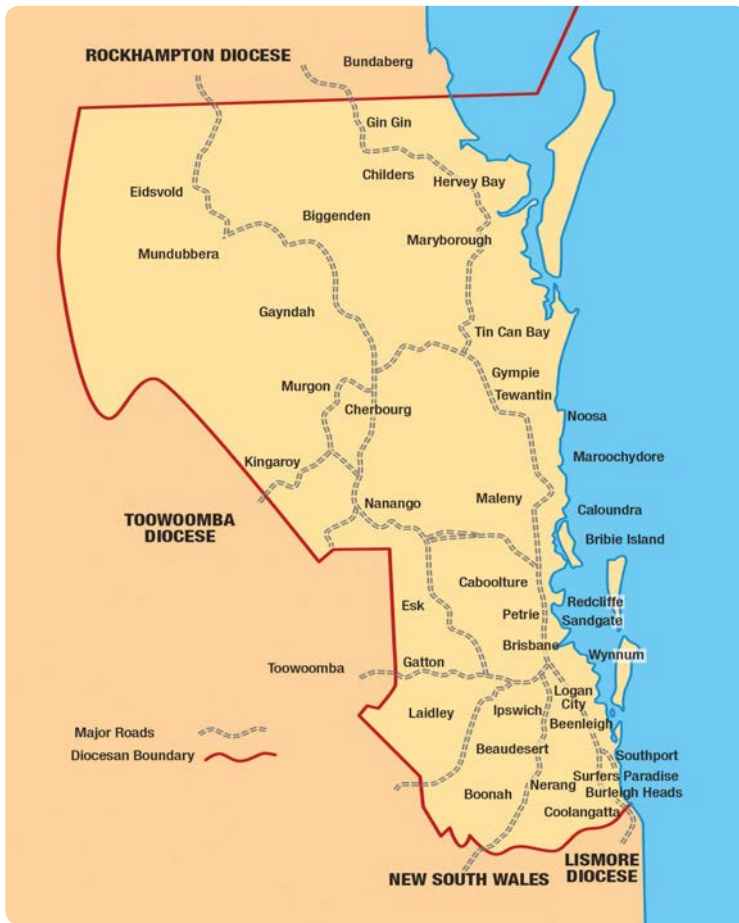 ROCKHAMPTON DIOCESE
Bundaberg
Gin Gin
Childers
Hervey Bay
Eidsvold
Biggenden
Maryborough
Mundubbera
Gayndah
Tin Can Bay
Gympie
Murgon
Tewantin
Cherbourg
Noosa
Maroochydore
Kingaroy
Nanango
Maleny
Caloundra
TOOWOOMBA
DIOCESE
Bribie Island
Caboolture
Esk
Redcliffe
Petrie
Sandgate
Brisbane
Wynnum
Toowoomba
Gatton
Logan
City
Laidley
Ipswich
Beenleigh
Major Roads
Diocesan Boundary
Beaudesert
Southport
Surfers Paradise
Nerang
Burleigh Heads
Boonah
Coolangatta
NEW SOUTH WALES
LISMORE
DIOCESE